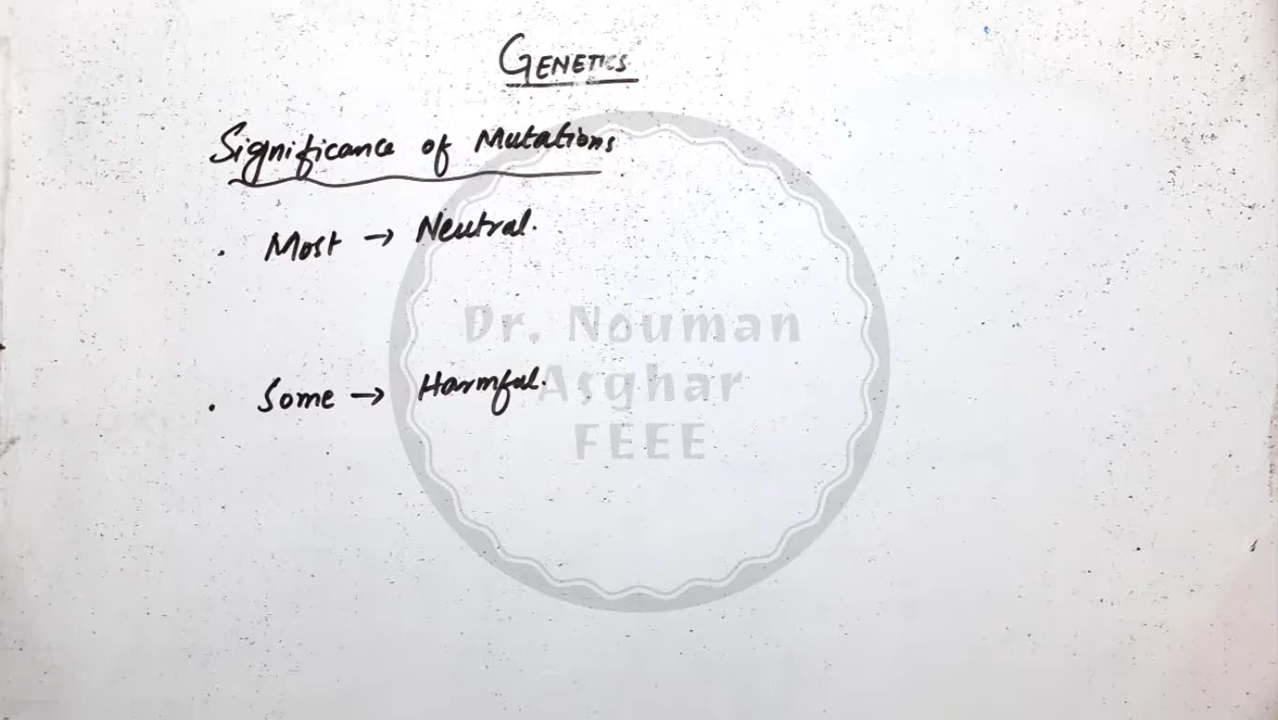 GENETICS
Significance of Mutations
. Most → Neutral.
Dr. Nouman
. Some → Harmful.
Asghar
FEEE